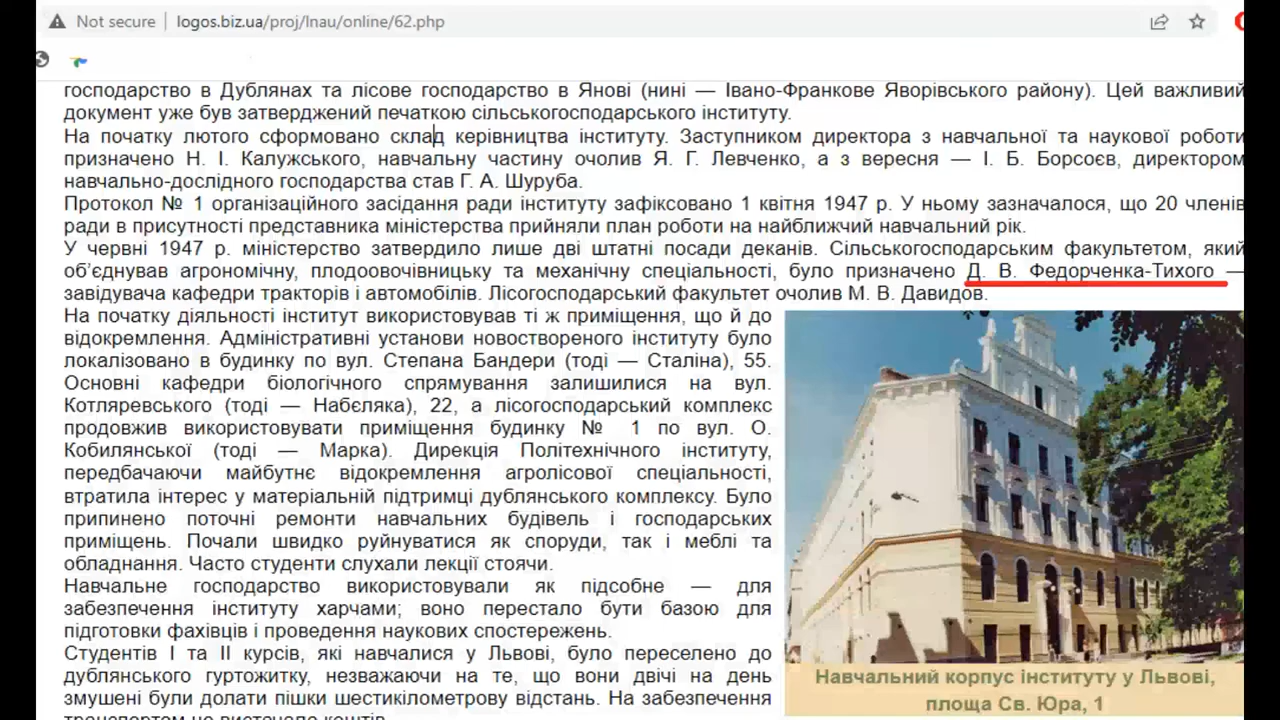 Not secure
logos.biz.ua/proj/lnau/online/62.php
господарство в Дублянах та лісове господарство в Янові (нині — Івано-Франкове Яворівського району). Цей важливий
документ уже був затверджений печаткою сільськогосподарського інституту.
На початку лютого сформовано склад керівництва інституту. Заступником директора з навчальної та наукової роботи
призначено Н. І. Калужського, навчальну частину очолив Я. Г. Левченко, а з вересня — І. Б. Борсоєв, директором
навчально-дослідного господарства став Г. А. Шуруба.
Протокол № 1 організаційного засідання ради інституту зафіксовано 1 квітня 1947 р. У ньому зазначалося, що 20 членів
ради в присутності представника міністерства прийняли план роботи на найближчий навчальний рік.
У червні 1947 р. міністерство затвердило лише дві штатні посади деканів. Сільськогосподарським факультетом, який
об’єднував агрономічну, плодоовочівницьку та механічну спеціальності, було призначено Д. В. Федорченка-Тихого —
завідувача кафедри тракторів і автомобілів. Лісогосподарський факультет очолив М. В. Давидов.
На початку діяльності інститут використовував ті ж приміщення, що й до
відокремлення. Адміністративні установи новоствореного інституту було
локалізовано в будинку по вул. Степана Бандери (тоді — Сталіна), 55.
Основні кафедри біологічного спрямування залишилися на вул.
Котляревського (тоді — Набєляка), 22, а лісогосподарський комплекс
продовжив використовувати приміщення будинку № 1 по вул. О.
Кобилянської (тоді — Марка). Дирекція Політехнічного інституту,
передбачаючи майбутнє відокремлення агролісової спеціальності,
втратила інтерес у матеріальній підтримці дублянського комплексу. Було
припинено поточні ремонти навчальних будівель і господарських
приміщень. Почали швидко руйнуватися як споруди, так і меблі та
обладнання. Часто студенти слухали лекції стоячи.
Навчальне господарство використовували як підсобне — для
забезпечення інституту харчами; воно перестало бути базою для
підготовки фахівців і проведення наукових спостережень.
Студентів І та ІІ курсів, які навчалися у Львові, було переселено до
дублянського гуртожитку, незважаючи на те, що вони двічі на день
змушені були долати пішки шестикілометрову відстань. На забезпечення
транспортом не вистачало коштів.
Навчальний корпус інституту у Львові,
площа Св. Юра, 1